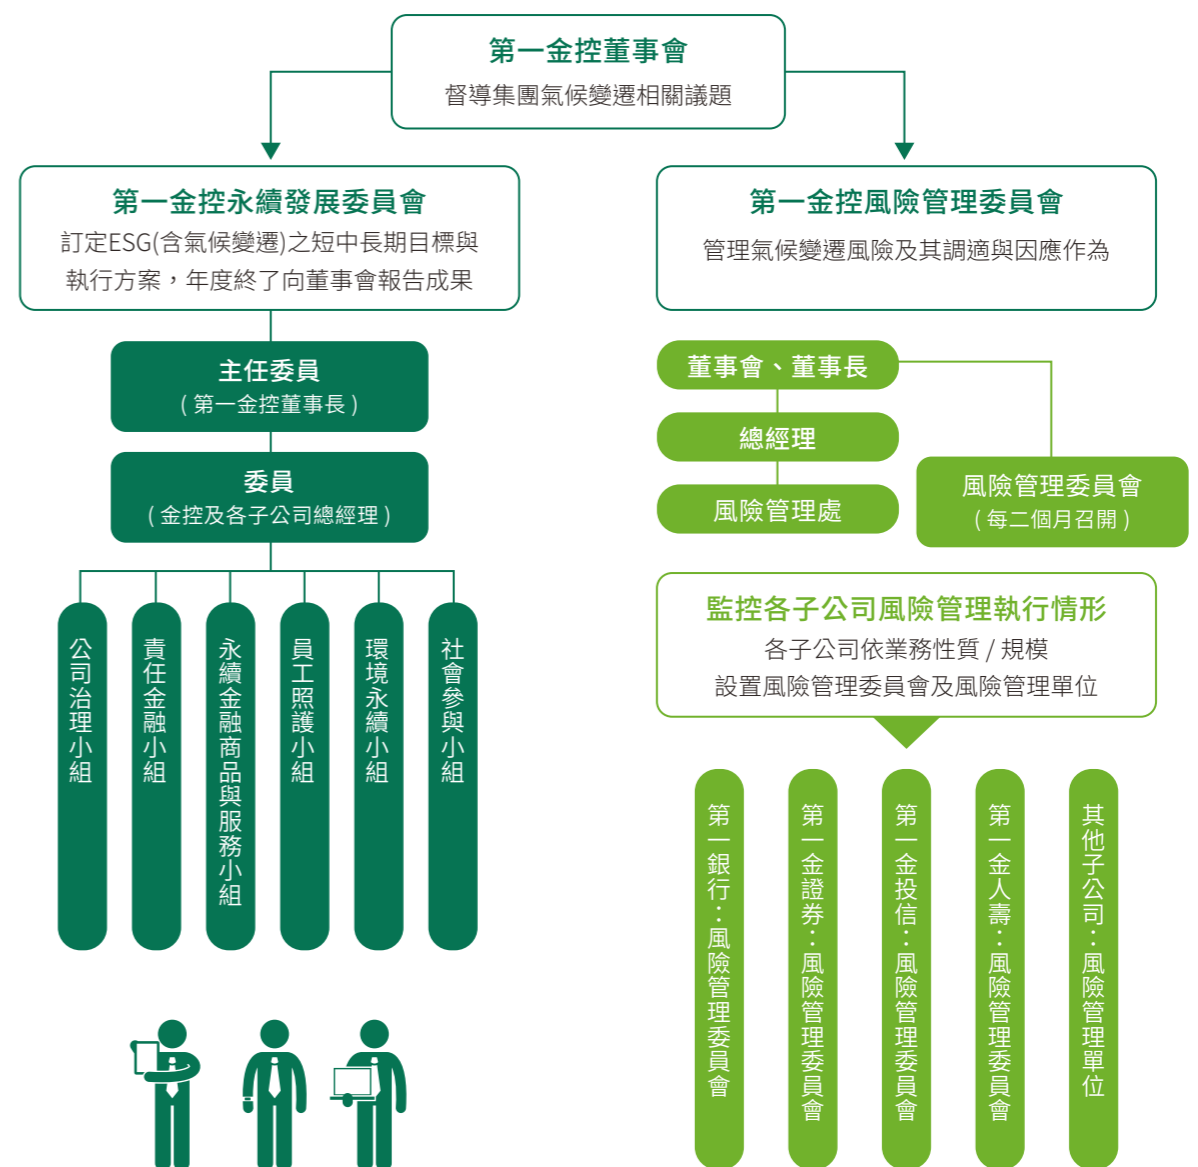 第一金控董事會
督導集團氣候變遷相關議題
第一金控永續發展委員會
訂定ESG(含氣候變遷)之短中長期目標與
執行方案，年度終了向董事會報告成果
主任委員
( 第一金控董事長 )
委員
( 金控及各子公司總經理 )
公司治理小組
責任金融小組
永續金融商品與服務小組
員工照護小組
環境永續小組
社會參與小組
第一金控風險管理委員會
管理氣候變遷風險及其調適與因應作為
董事會、董事長
總經理
風險管理處
風險管理委員會
( 每二個月召開 )
監控各子公司風險管理執行情形
各子公司依業務性質 / 規模
設置風險管理委員會及風險管理單位
第一銀行：風險管理委員會
第一金證券：風險管理委員會
第一金投信：風險管理委員會
第一金人壽：風險管理委員會
其他子公司：風險管理單位